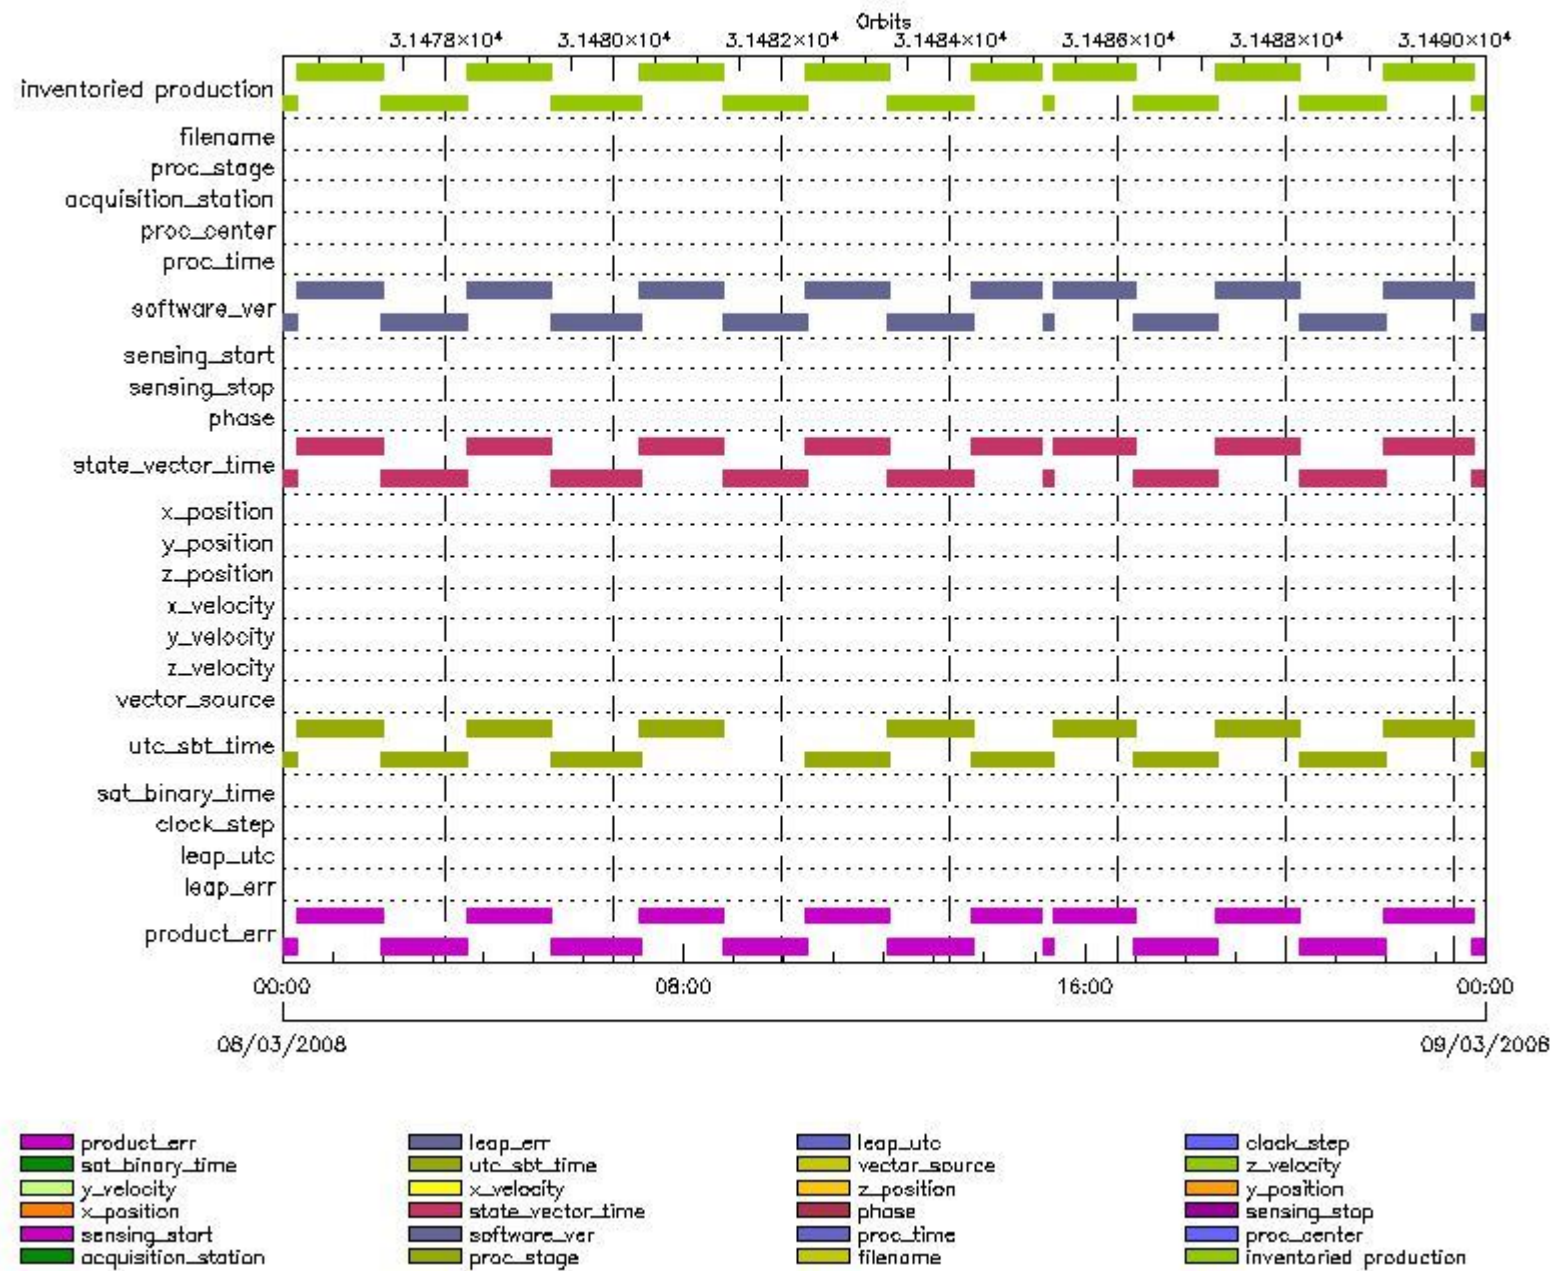 Orbits
3.1478×10⁴ 3.1480×10⁴ 3.1482×10⁴ 3.1484×10⁴ 3.1486×10⁴ 3.1488×10⁴ 3.1490×10⁴
inventoried production
filename
proc_stage
acquisition_station
proc_center
proc_time
software_ver
sensing_start
sensing_stop
phase
state_vector_time
x_position
y_position
z_position
x_velocity
y_velocity
z_velocity
vector_source
utc_sbt_time
sat_binary_time
clock_step
leap_utc
leap_err
product_err
00:00 08:00 16:00 00:00
08/03/2008 09/03/2008
product_err leap_err leap_utc clock_step
sat_binary_time utc_sbt_time vector_source z_velocity
y_velocity x_velocity z_position y_position
x_position state_vector_time phase sensing_stop
sensing_start software_ver proc_time proc_center
acquisition_station proc_stage filename inventoried production